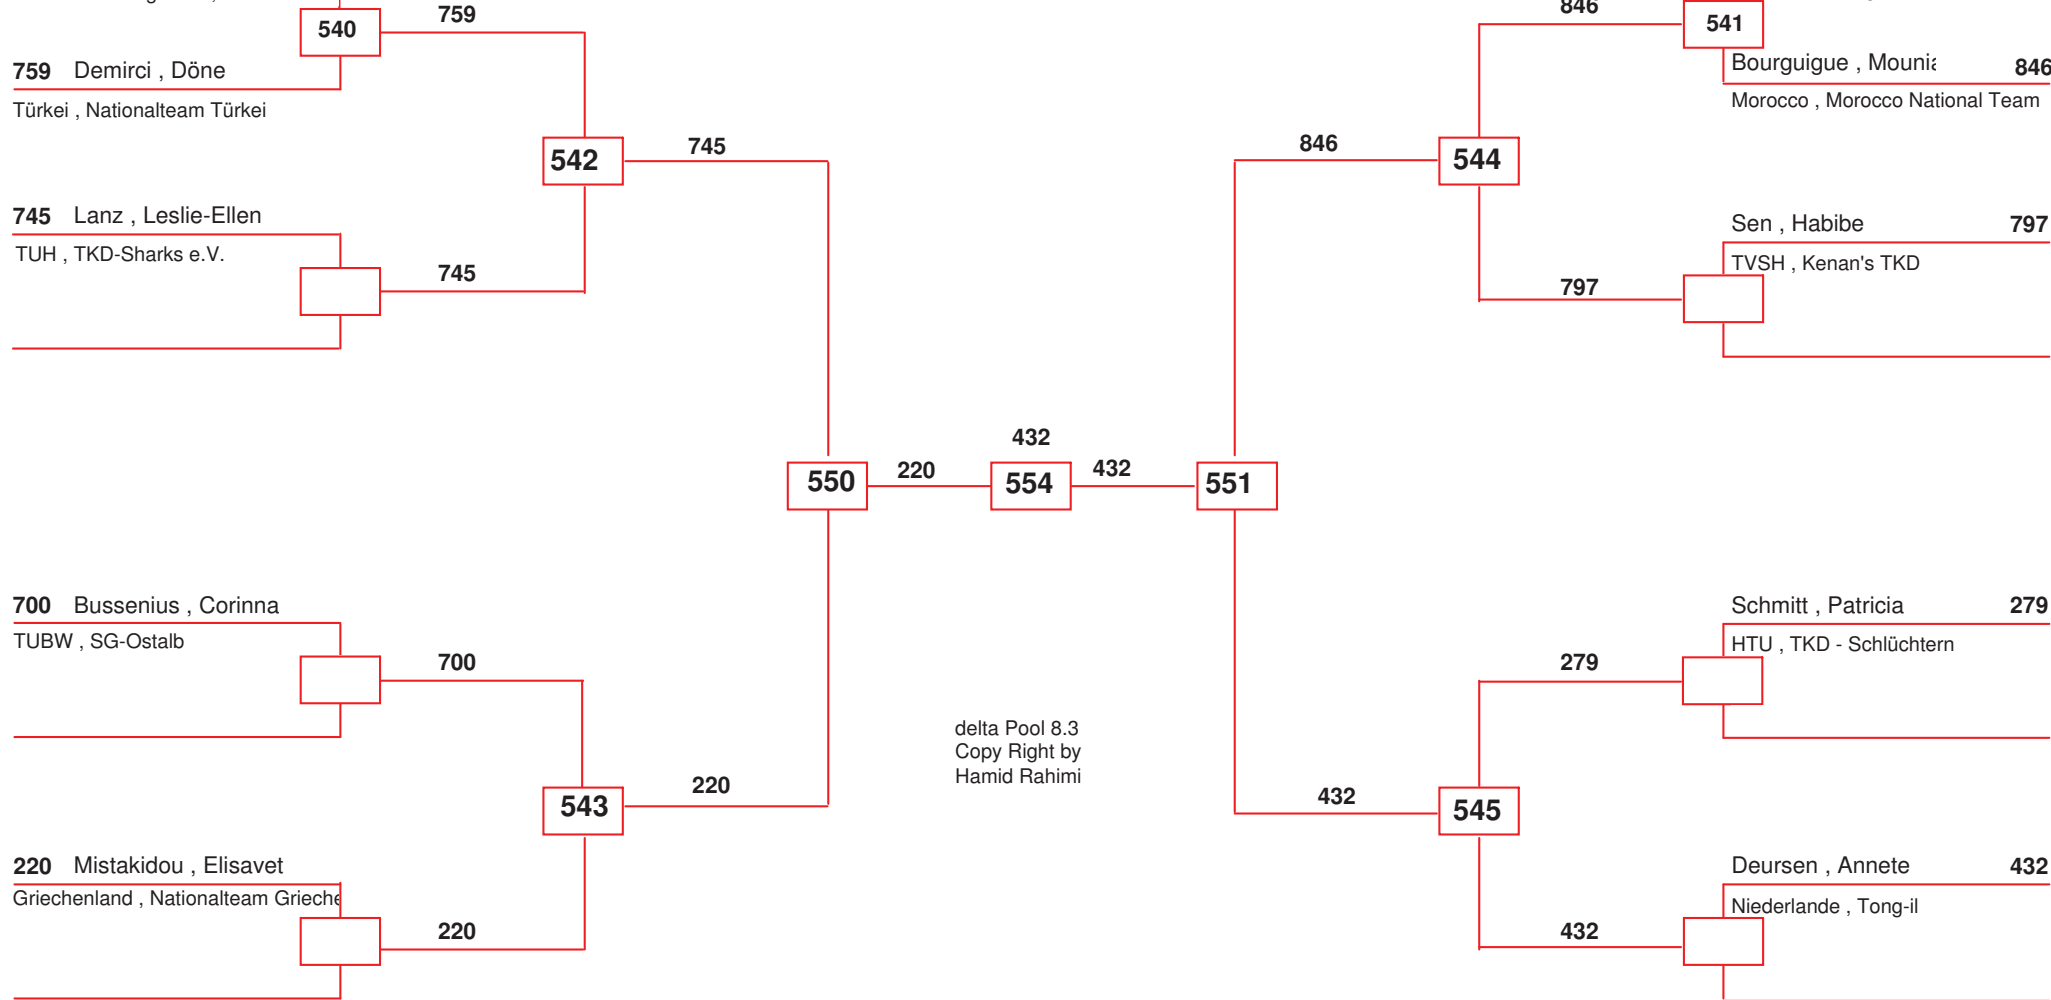 759
846
540
541
759 Demirci , Döne
Bourguigue , Mounia 846
Türkei , Nationalteam Türkei
Morocco , Morocco National Team
542
745
846
544
745 Lanz , Leslie-Ellen
Sen , Habibe 797
TUH , TKD-Sharks e.V.
TVSH , Kenan's TKD
745
797
432
550
220
554
432
551
700 Bussenius , Corinna
Schmitt , Patricia 279
TUBW , SG-Ostalb
HTU , TKD - Schlüchtern
700
279
delta Pool 8.3
Copy Right by
Hamid Rahimi
543
220
432
545
220 Mistakidou , Elisavet
Deursen , Annete 432
Griechenland , Nationalteam Grieche
Niederlande , Tong-il
220
432